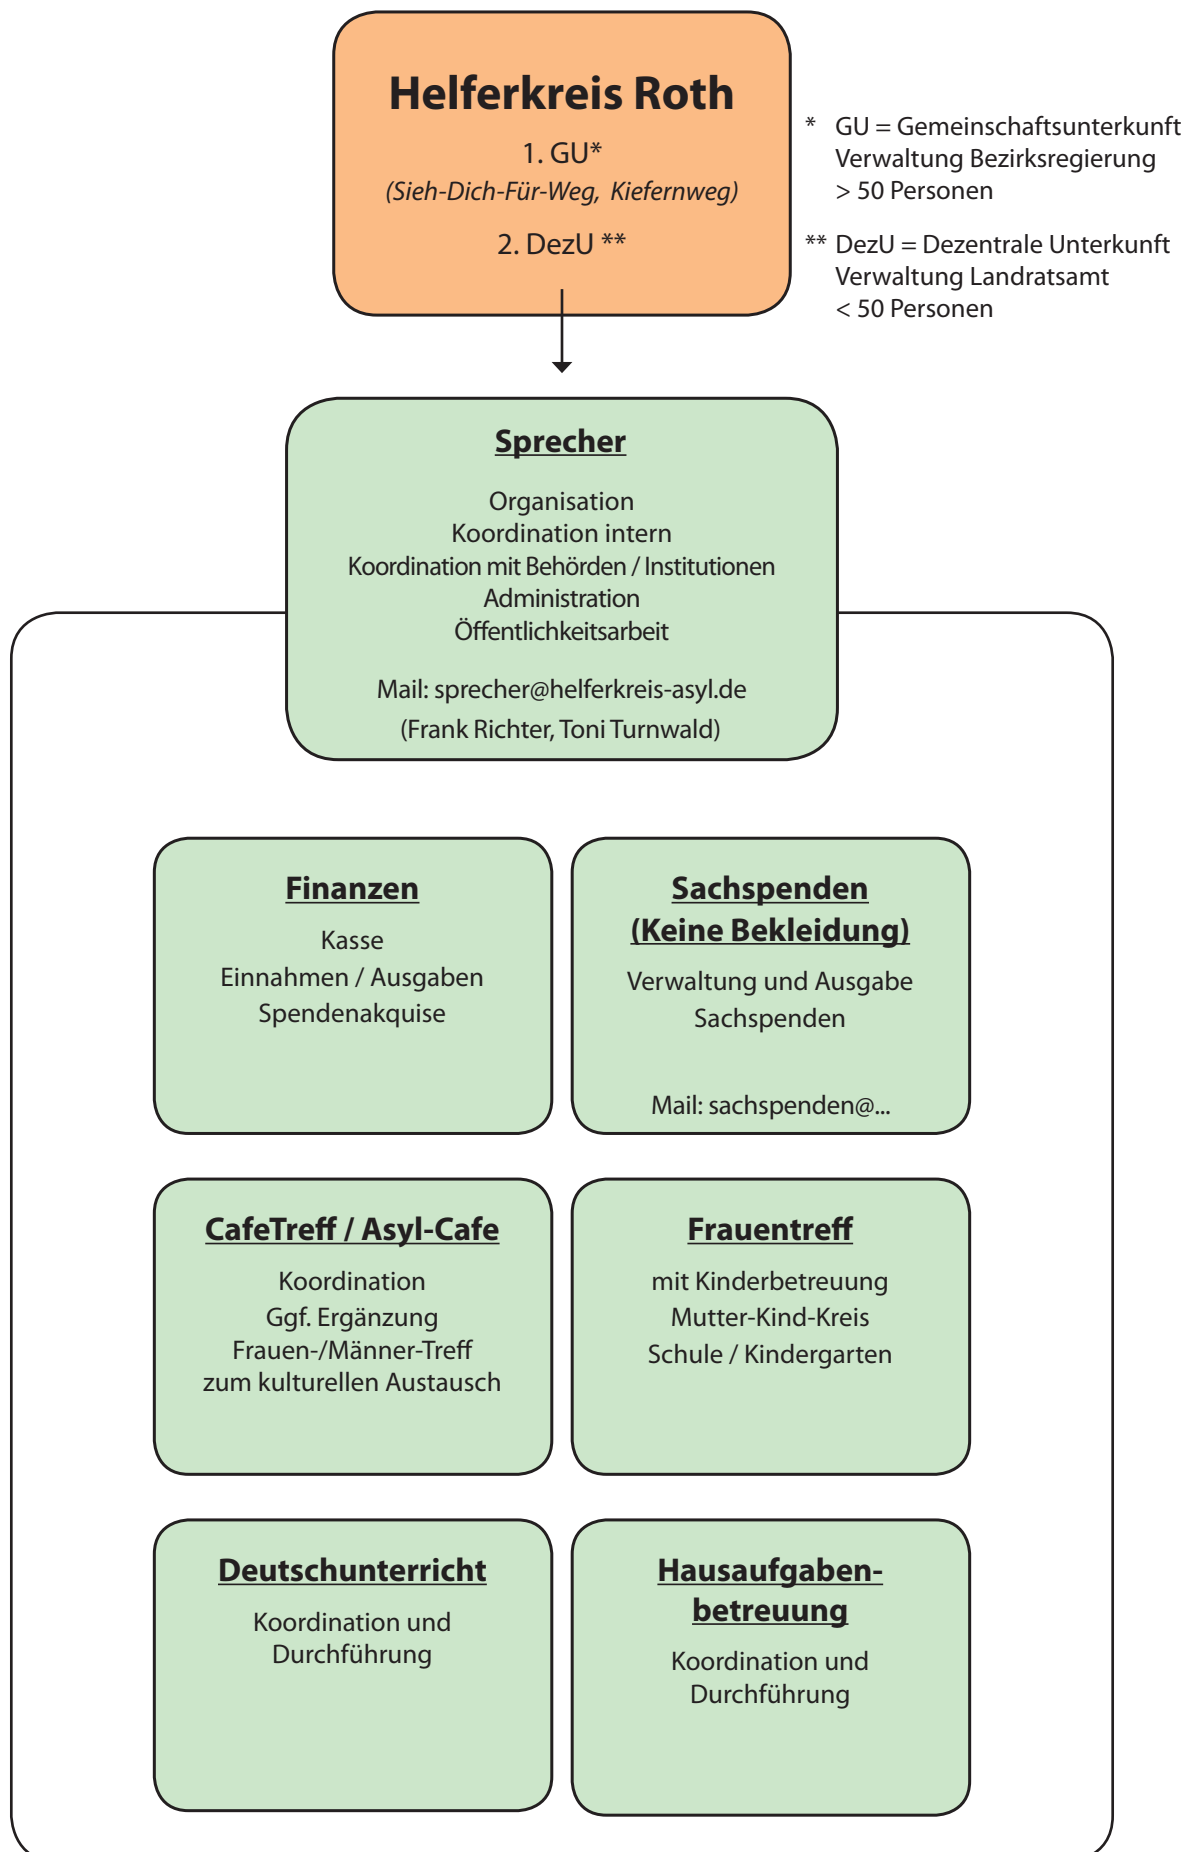 Helferkreis Roth
1. GU*
(Sieh-Dich-Für-Weg, Kiefernweg)
2. DezU **
* GU = Gemeinschaftsunterkunft
Verwaltung Bezirksregierung
> 50 Personen
** DezU = Dezentrale Unterkunft
Verwaltung Landratsamt
< 50 Personen
Sprecher
Organisation
Koordination intern
Koordination mit Behörden / Institutionen
Administration
Öffentlichkeitsarbeit
Mail: sprecher@helferkreis-asyl.de
(Frank Richter, Toni Turnwald)
Finanzen
Kasse
Einnahmen / Ausgaben
Spendenakquise
Sachspenden
(Keine Bekleidung)
Verwaltung und Ausgabe
Sachspenden
Mail: sachspenden@...
CafeTreff / Asyl-Cafe
Koordination
Ggf. Ergänzung
Frauen-/Männer-Treff
zum kulturellen Austausch
Frauentreff
mit Kinderbetreuung
Mutter-Kind-Kreis
Schule / Kindergarten
Deutschunterricht
Koordination und
Durchführung
Hausaufgaben-
betreuung
Koordination und
Durchführung